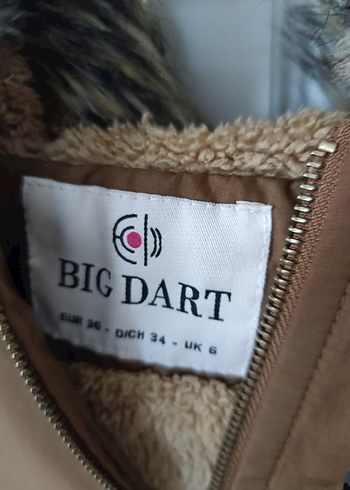 BIG DART
EUR 36 - D/CH 34 - UK 6